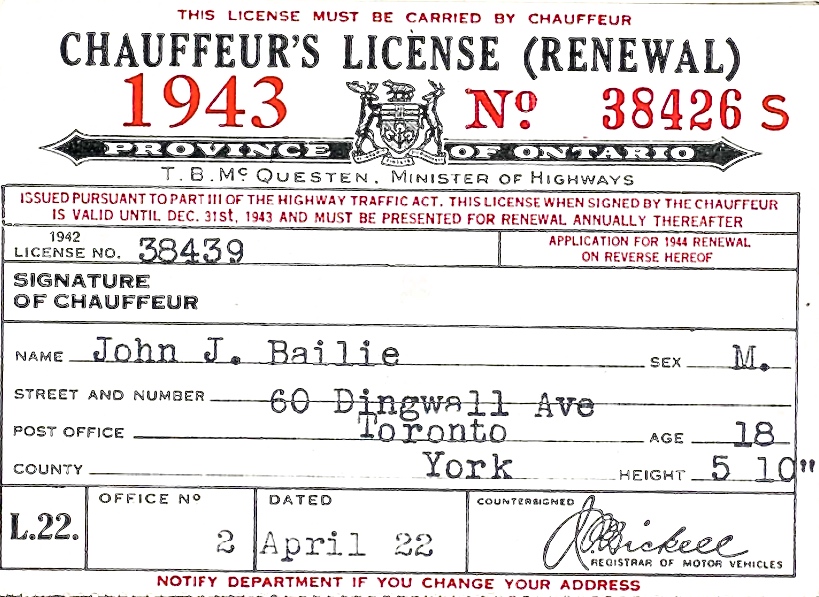 THIS LICENSE MUST BE CARRIED BY CHAUFFEUR
CHAUFFEUR'S LICENSE (RENEWAL)
1943 Nº 38426 S
PROVINCE OF ONTARIO
T. B. Mc QUESTEN, MINISTER OF HIGHWAYS
ISSUED PURSUANT TO PART III OF THE HIGHWAY TRAFFIC ACT. THIS LICENSE WHEN SIGNED BY THE CHAUFFEUR
IS VALID UNTIL DEC. 31st, 1943 AND MUST BE PRESENTED FOR RENEWAL ANNUALLY THEREAFTER
1942
LICENSE NO. 38439
APPLICATION FOR 1944 RENEWAL
ON REVERSE HEREOF
SIGNATURE
OF CHAUFFEUR
NAME John J. Bailie SEX M.
STREET AND NUMBER 60 Dingwall Ave
POST OFFICE Toronto AGE 18
COUNTY York HEIGHT 5 10"
L.22.
OFFICE Nº
2
DATED
April 22
COUNTERSIGNED
J.P. Bickell
REGISTRAR OF MOTOR VEHICLES
NOTIFY DEPARTMENT IF YOU CHANGE YOUR ADDRESS